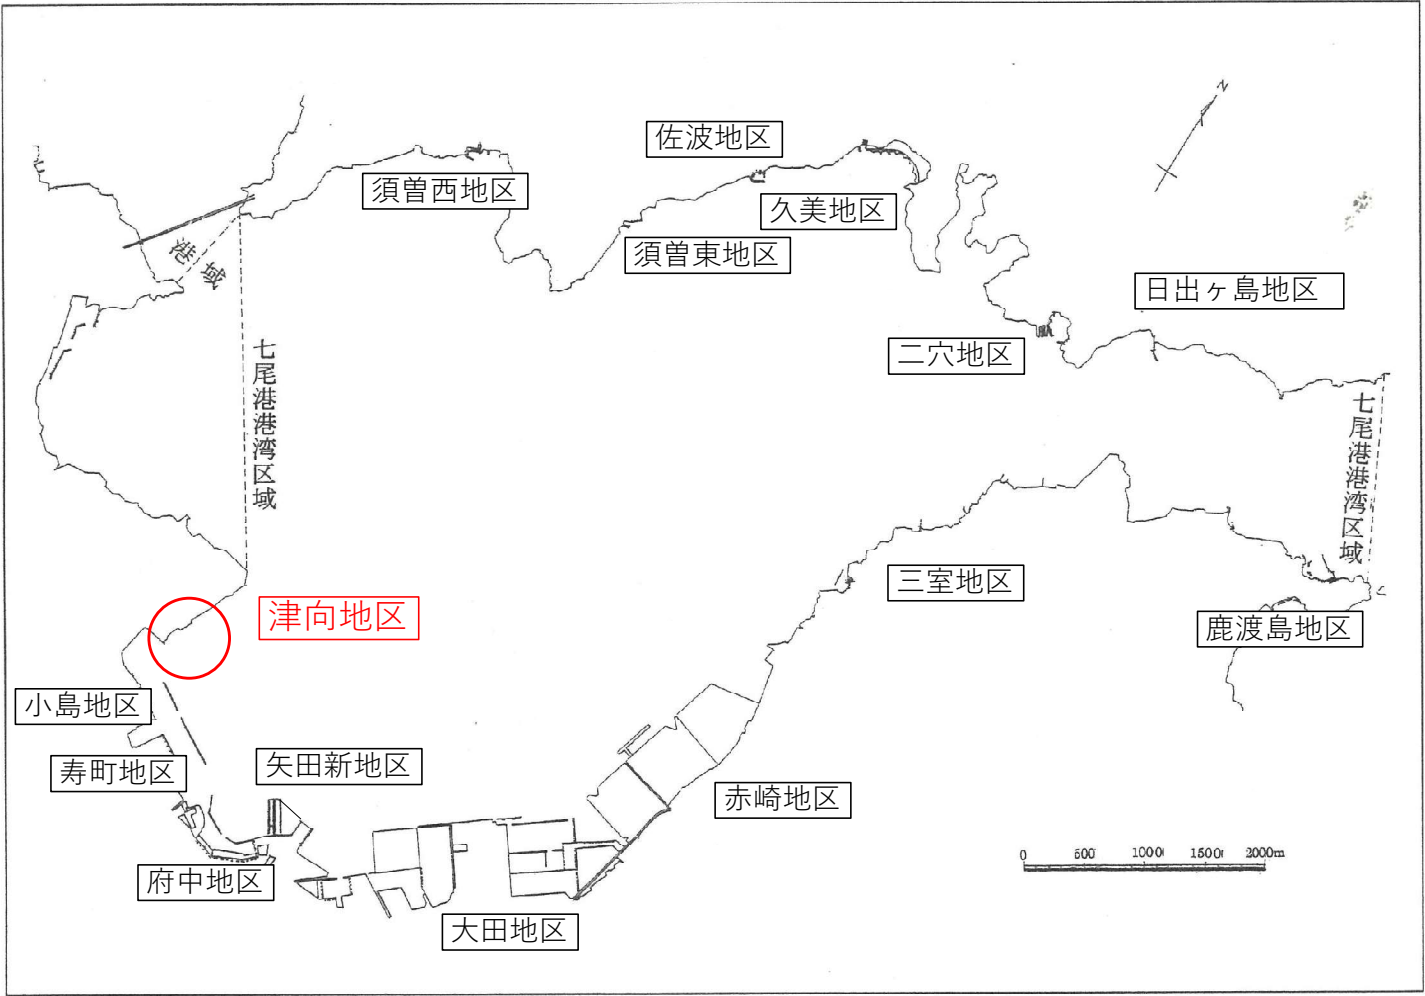 N
佐波地区
須曽西地区
久美地区
須曽東地区
港域
日出ヶ島地区
二穴地区
七尾港港湾区域
七尾港港湾区域
三室地区
津向地区
鹿渡島地区
小島地区
寿町地区
矢田新地区
赤崎地区
府中地区
大田地区
0 500 1000 1500 2000m